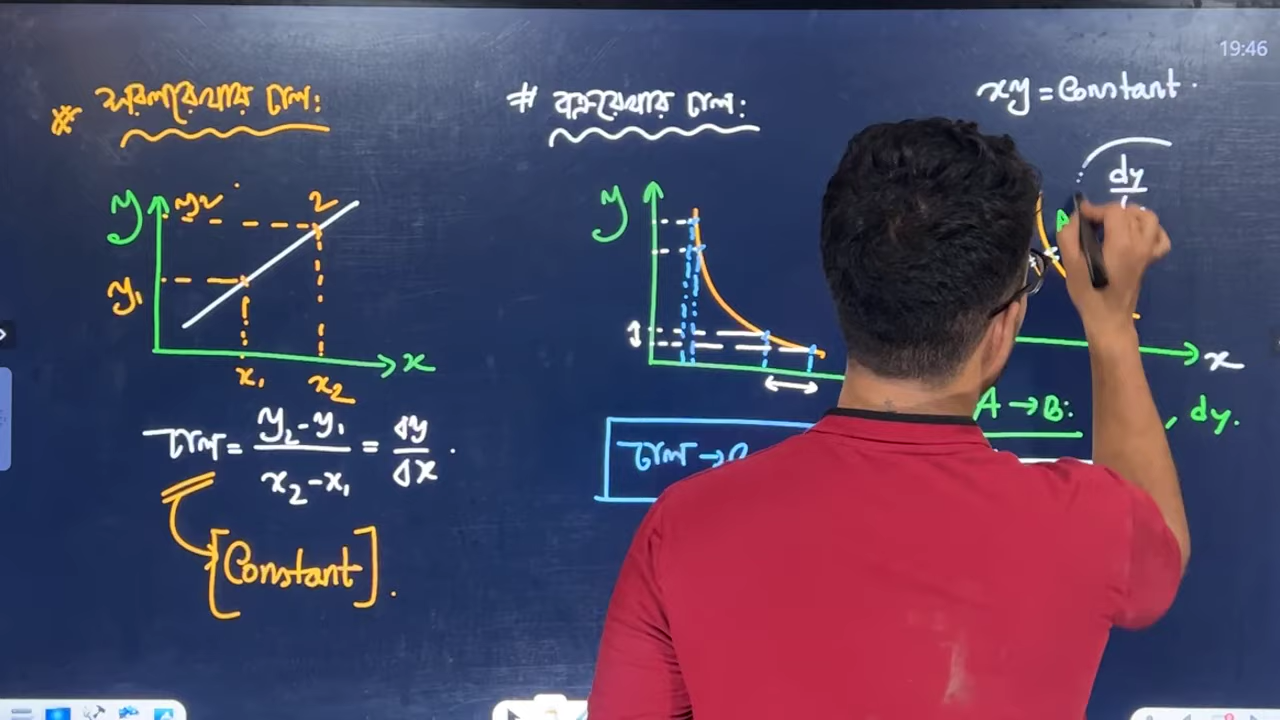 19:46
# সরলরেখার ঢাল:
y
y2
2
y1
x1
x2
x
ঢাল = (y2-y1)/(x2-x1) = Δy/Δx .
[Constant] .
# বক্ররেখার ঢাল:
y
ঢাল →
xy = Constant .
dy
A
x
A → B:
, dy.